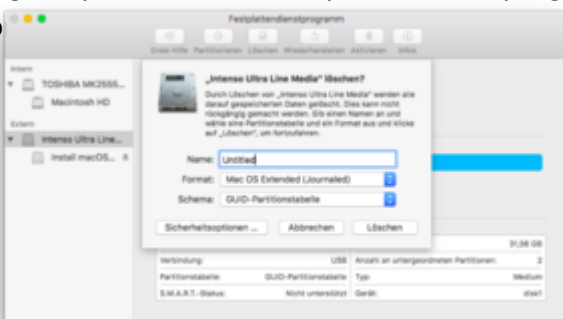 Festplattendienstprogramm
Erste Hilfe Partitionieren Löschen Wiederherstellen Aktivieren Infos
Intern
TOSHIBA MK2555...
Macintosh HD
Extern
Intenso Ultra Line...
Install macOS...
„Intenso Ultra Line Media“ löschen?
Durch Löschen von „Intenso Ultra Line Media“ werden alle
darauf gespeicherten Daten gelöscht. Dies kann nicht
rückgängig gemacht werden. Gib einen Namen an und
wähle eine Partitionstabelle und ein Format aus und klicke
auf „Löschen“, um fortzufahren.
Name: Untitled
Format: Mac OS Extended (Journaled)
Schema: GUID-Partitionstabelle
Sicherheitsoptionen ... Abbrechen Löschen
31,58 GB
Verbindung: USB Anzahl an untergeordneten Partitionen: 2
Partitionstabelle: GUID-Partitionstabelle Typ: Medium
S.M.A.R.T.-Status: Nicht unterstützt Gerät: disk1